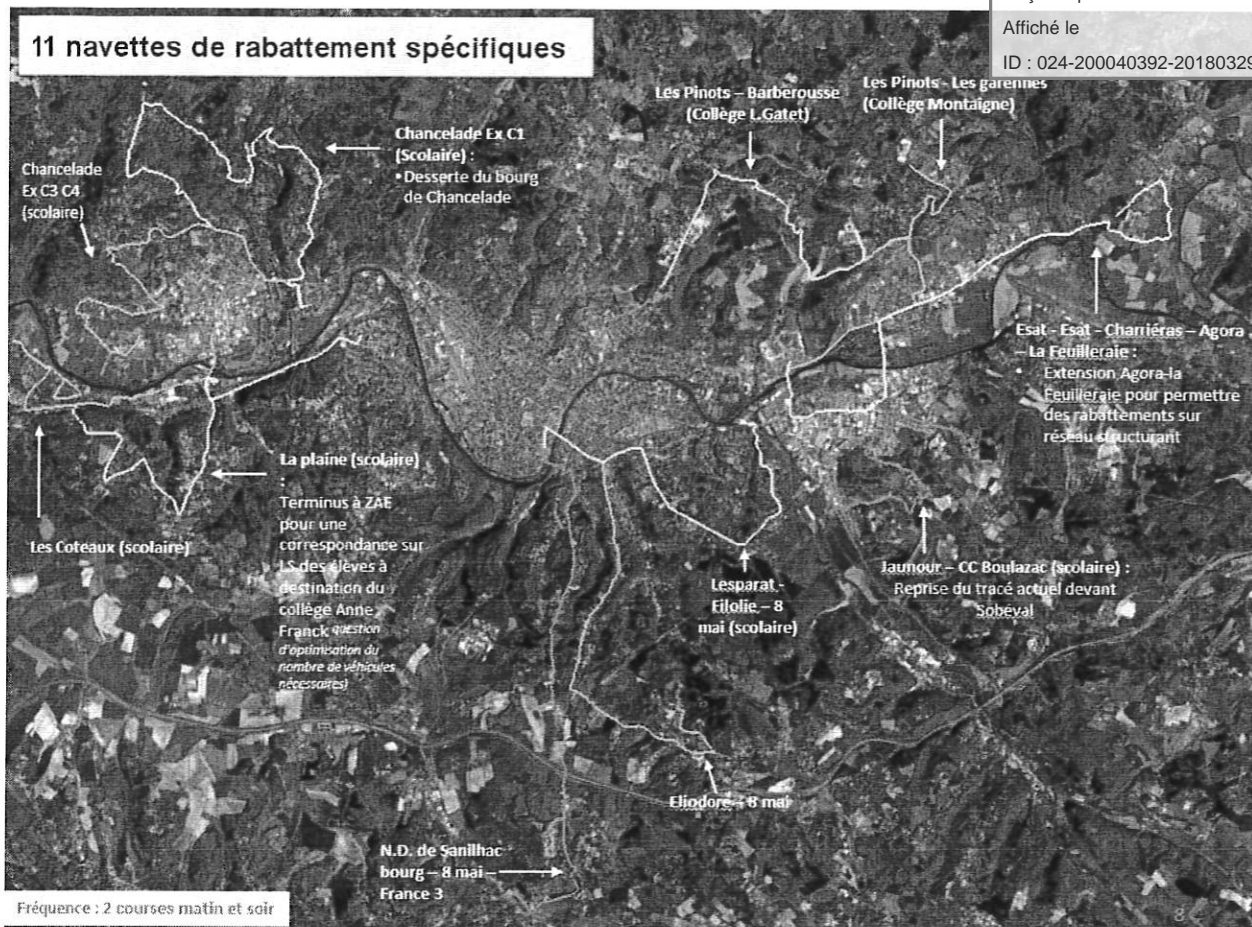 Affiché le
ID : 024-200040392-20180329
11 navettes de rabattement spécifiques
Les Pinots – Barberousse
(Collège L.Gatet)
Les Pinots - Les garennes
(Collège Montaigne)
Chancelade Ex C1
(Scolaire) :
• Desserte du bourg
de Chancelade
Chancelade
Ex C3 C4
(scolaire)
Esat - Esat - Charriéras – Agora
– La Feuilleraie :
• Extension Agora-la
Feuilleraie pour permettre
des rabattements sur
réseau structurant
La plaine (scolaire)
:
Terminus à ZAE
pour une
correspondance sur
LS des élèves à
destination du
collège Anne
Franck question
d'optimisation du
nombre de véhicules
nécessaires)
Les Coteaux (scolaire)
Lesparat -
Filolie – 8
mai (scolaire)
Jaunour – CC Boulazac (scolaire) :
Reprise du tracé actuel devant
Sobéval
Eliodore – 8 mai
N.D. de Sanilhac
bourg – 8 mai –
France 3
Fréquence : 2 courses matin et soir
8